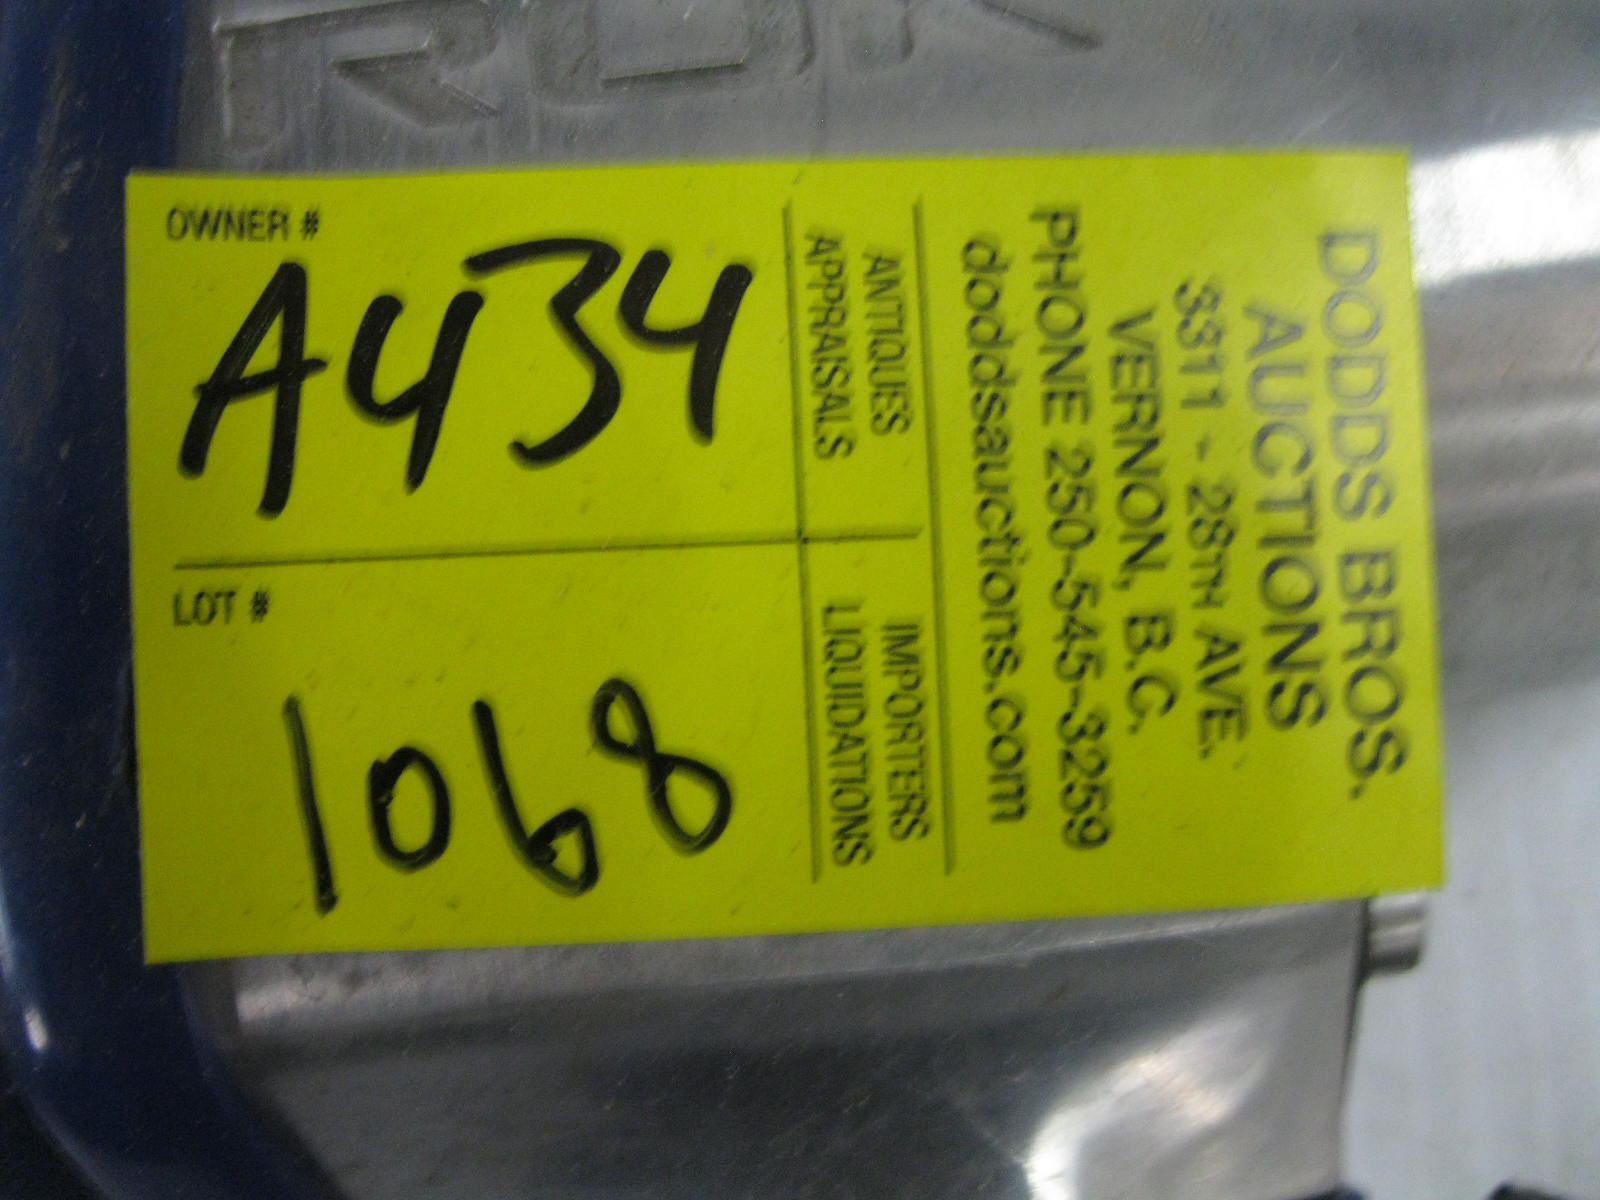 OWNER #
A434
LOT #
1068
ANTIQUES
APPRAISALS
IMPORTERS
LIQUIDATIONS
DODDS BROS.
AUCTIONS
3311 - 28TH AVE.
VERNON, B.C.
PHONE 250-545-3259
doddsauctions.com